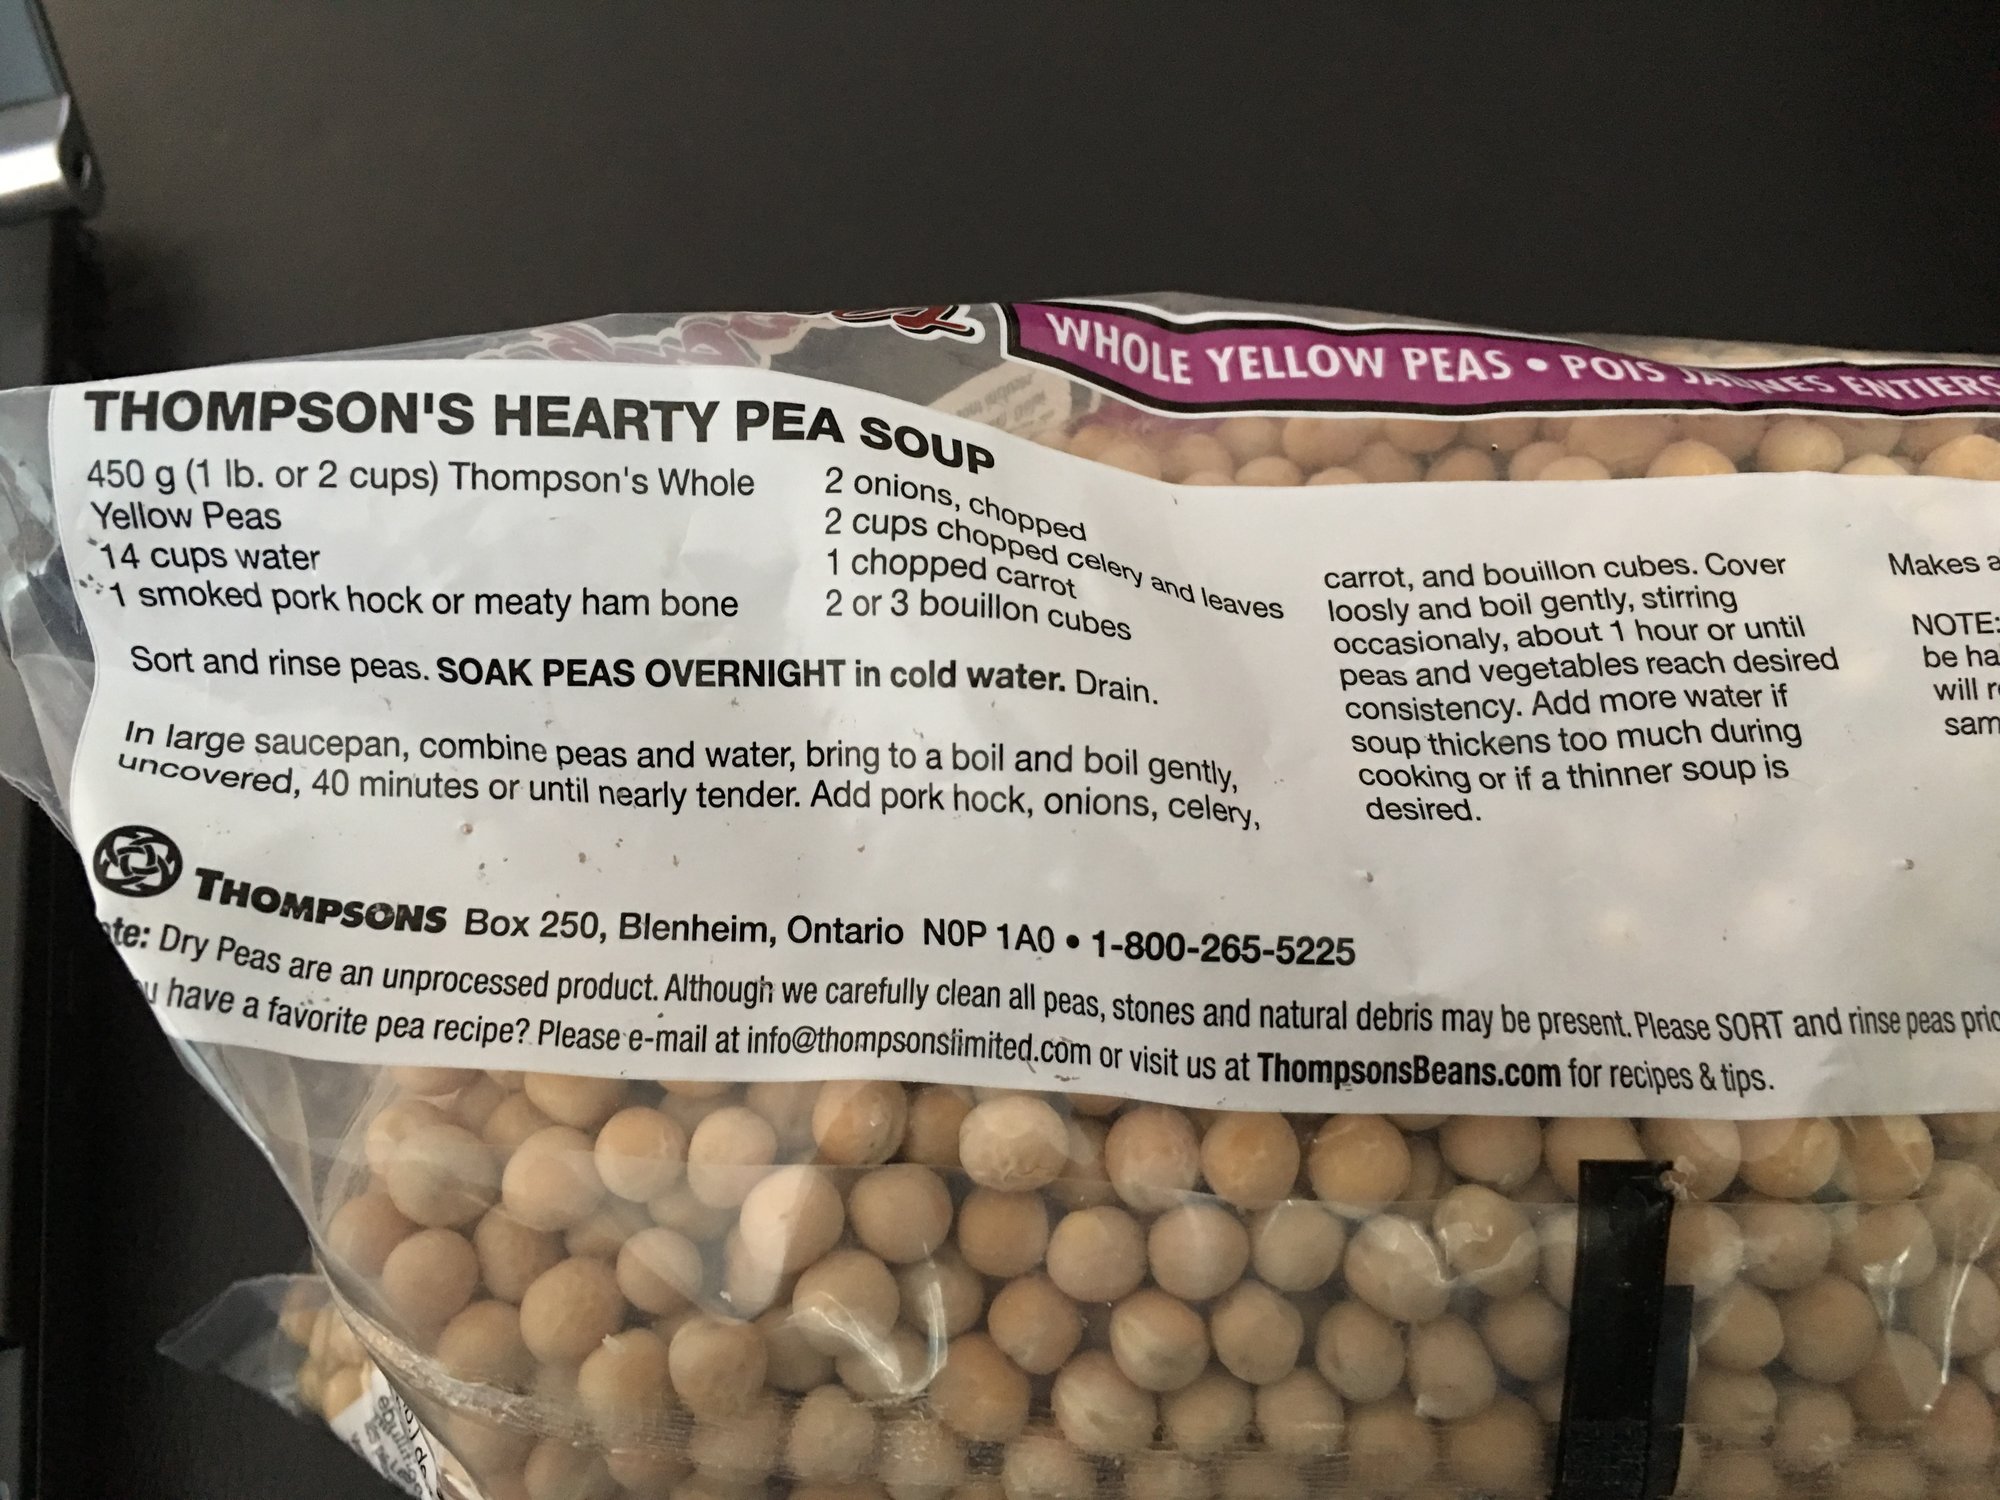 WHOLE YELLOW PEAS • POIS JAUNES ENTIERS
THOMPSON'S HEARTY PEA SOUP
450 g (1 lb. or 2 cups) Thompson's Whole
Yellow Peas
14 cups water
1 smoked pork hock or meaty ham bone
2 onions, chopped
2 cups chopped celery and leaves
1 chopped carrot
2 or 3 bouillon cubes
Sort and rinse peas. SOAK PEAS OVERNIGHT in cold water. Drain.
In large saucepan, combine peas and water, bring to a boil and boil gently,
uncovered, 40 minutes or until nearly tender. Add pork hock, onions, celery,
carrot, and bouillon cubes. Cover
loosly and boil gently, stirring
occasionaly, about 1 hour or until
peas and vegetables reach desired
consistency. Add more water if
soup thickens too much during
cooking or if a thinner soup is
desired.
Makes
NOTE:
be
will
THOMPSONS Box 250, Blenheim, Ontario N0P 1A0 • 1-800-265-5225
Dry Peas are an unprocessed product. Although we carefully clean all peas, stones and natural debris may be present. Please SORT and rinse peas
have a favorite pea recipe? Please e-mail at info@thompsonslimited.com or visit us at ThompsonsBeans.com for recipes & tips.